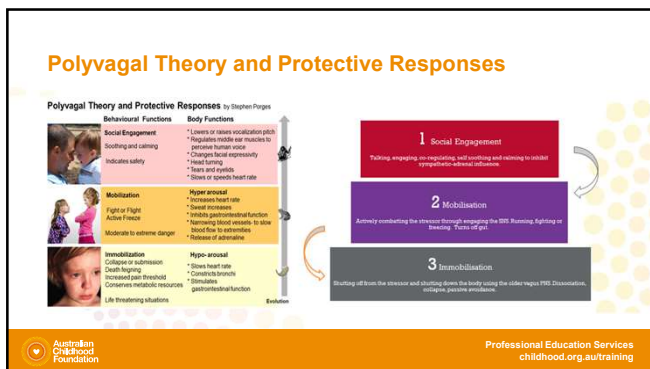 Polyvagal Theory and Protective Responses
Polyvagal Theory and Protective Responses by Stephen Porges
Behavioural Functions
Body Functions
Social Engagement
Soothing and calming
Indicates safety
* Lowers or raises vocalization pitch
* Regulates middle ear muscles to
perceive human voice
* Changes facial expressivity
* Head turning
* Tears and eyelids
* Slows or speeds heart rate
Mobilization
Fight or Flight
Active Freeze
Moderate to extreme danger
Hyper arousal
* Increases heart rate
* Sweat increases
* Inhibits gastrointestinal function
* Narrowing blood vessels- to slow
blood flow to extremities
* Release of adrenaline
Immobilization
Collapse or submission
Death feigning
Increased pain threshold
Conserves metabolic resources
Life threatening situations
Hypo- arousal
* Slows heart rate
* Constricts bronchi
* Stimulates
gastrointestinal function
Evolution
1 Social Engagement
Talking, engaging, co-regulating, self soothing and calming to inhibit
sympathetic-adrenal influence.
2 Mobilisation
Actively combatting the stressor through engaging the SNS. Running, fighting or
freezing. Turns off gut.
3 Immobilisation
Shutting off from the stressor and shutting down the body using the older vagus PNS. Dissociation,
collapse, passive avoidance.
Australian
Childhood
Foundation
Professional Education Services
childhood.org.au/training